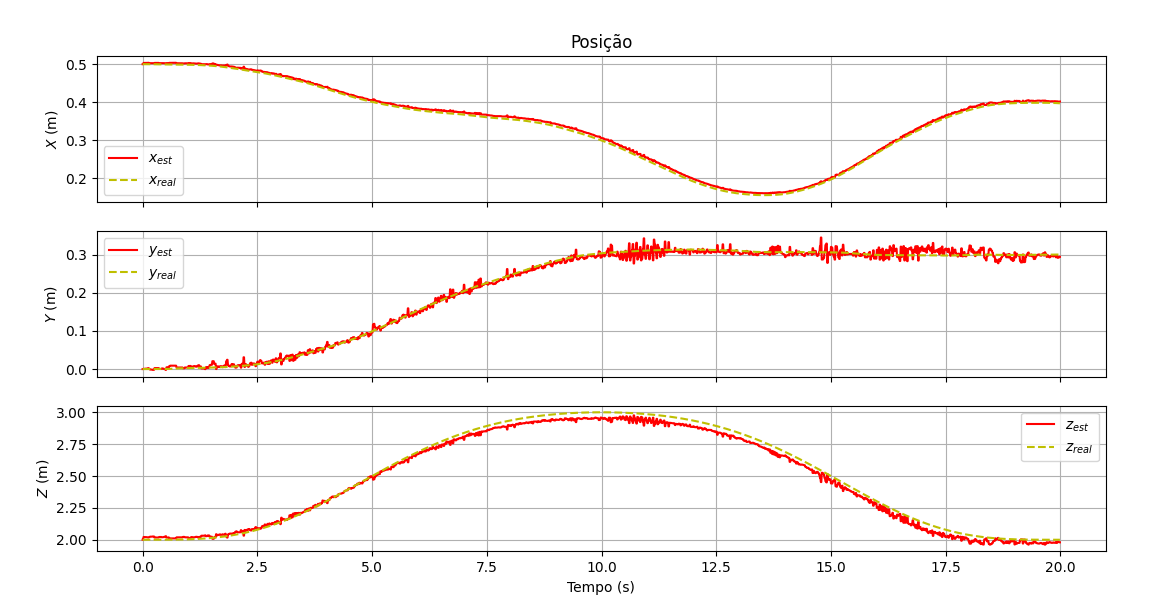 Posição
0.5
0.4
0.3
0.2
X (m)
x_est
x_real
0.3
0.2
0.1
0.0
Y (m)
y_est
y_real
3.00
2.75
2.50
2.25
2.00
Z (m)
z_est
z_real
0.0 2.5 5.0 7.5 10.0 12.5 15.0 17.5 20.0
Tempo (s)